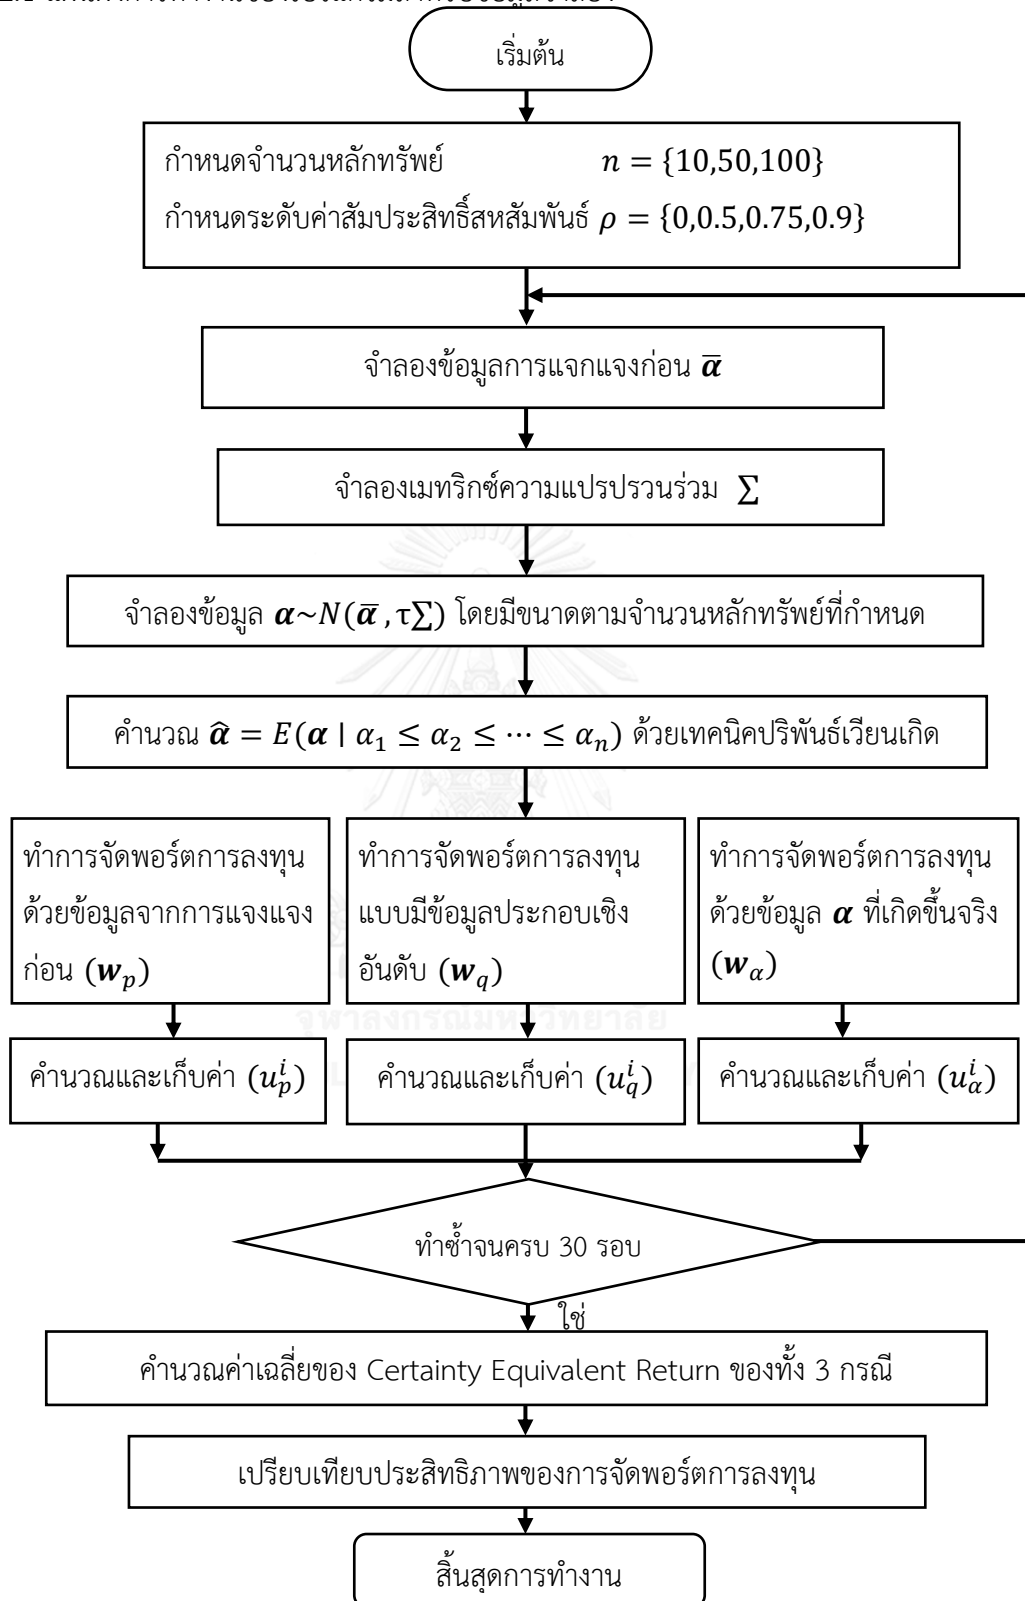 เริ่มต้น
กำหนดจำนวนหลักทรัพย์ n = {10,50,100}
กำหนดระดับค่าสัมประสิทธิ์สหสัมพันธ์ ρ = {0,0.5,0.75,0.9}
จำลองข้อมูลการแจกแจงก่อน ᾱ
จำลองเมทริกซ์ความแปรปรวนร่วม ∑
จำลองข้อมูล α~N(ᾱ, τ∑) โดยมีขนาดตามจำนวนหลักทรัพย์ที่กำหนด
คำนวณ α̂ = E(α | α₁ ≤ α₂ ≤ ⋯ ≤ αₙ) ด้วยเทคนิคปริพันธ์เวียนเกิด
ทำการจัดพอร์ตการลงทุน
ด้วยข้อมูลจากการแจงแจง
ก่อน (w_p)
ทำการจัดพอร์ตการลงทุน
แบบมีข้อมูลประกอบเชิง
อันดับ (w_q)
ทำการจัดพอร์ตการลงทุน
ด้วยข้อมูล α ที่เกิดขึ้นจริง
(w_α)
จุฬาลงกรณ์มหาวิทยาลัย
คำนวณและเก็บค่า (u_p^i)
คำนวณและเก็บค่า (u_q^i)
คำนวณและเก็บค่า (u_α^i)
ทำซ้ำจนครบ 30 รอบ
ใช่
คำนวณค่าเฉลี่ยของ Certainty Equivalent Return ของทั้ง 3 กรณี
เปรียบเทียบประสิทธิภาพของการจัดพอร์ตการลงทุน
สิ้นสุดการทำงาน